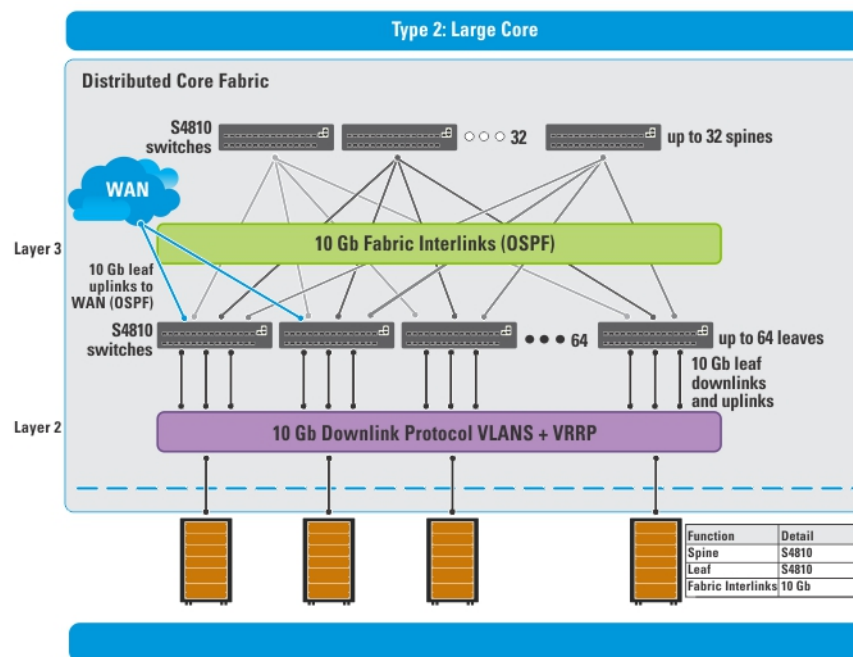 Type 2: Large Core
Distributed Core Fabric
S4810
switches
32
up to 32 spines
WAN
Layer 3
10 Gb Fabric Interlinks (OSPF)
10 Gb leaf
uplinks to
WAN (OSPF)
S4810
switches
64
up to 64 leaves
10 Gb leaf
downlinks
and uplinks
Layer 2
10 Gb Downlink Protocol VLANS + VRRP
Function Detail
Spine S4810
Leaf S4810
Fabric Interlinks 10 Gb